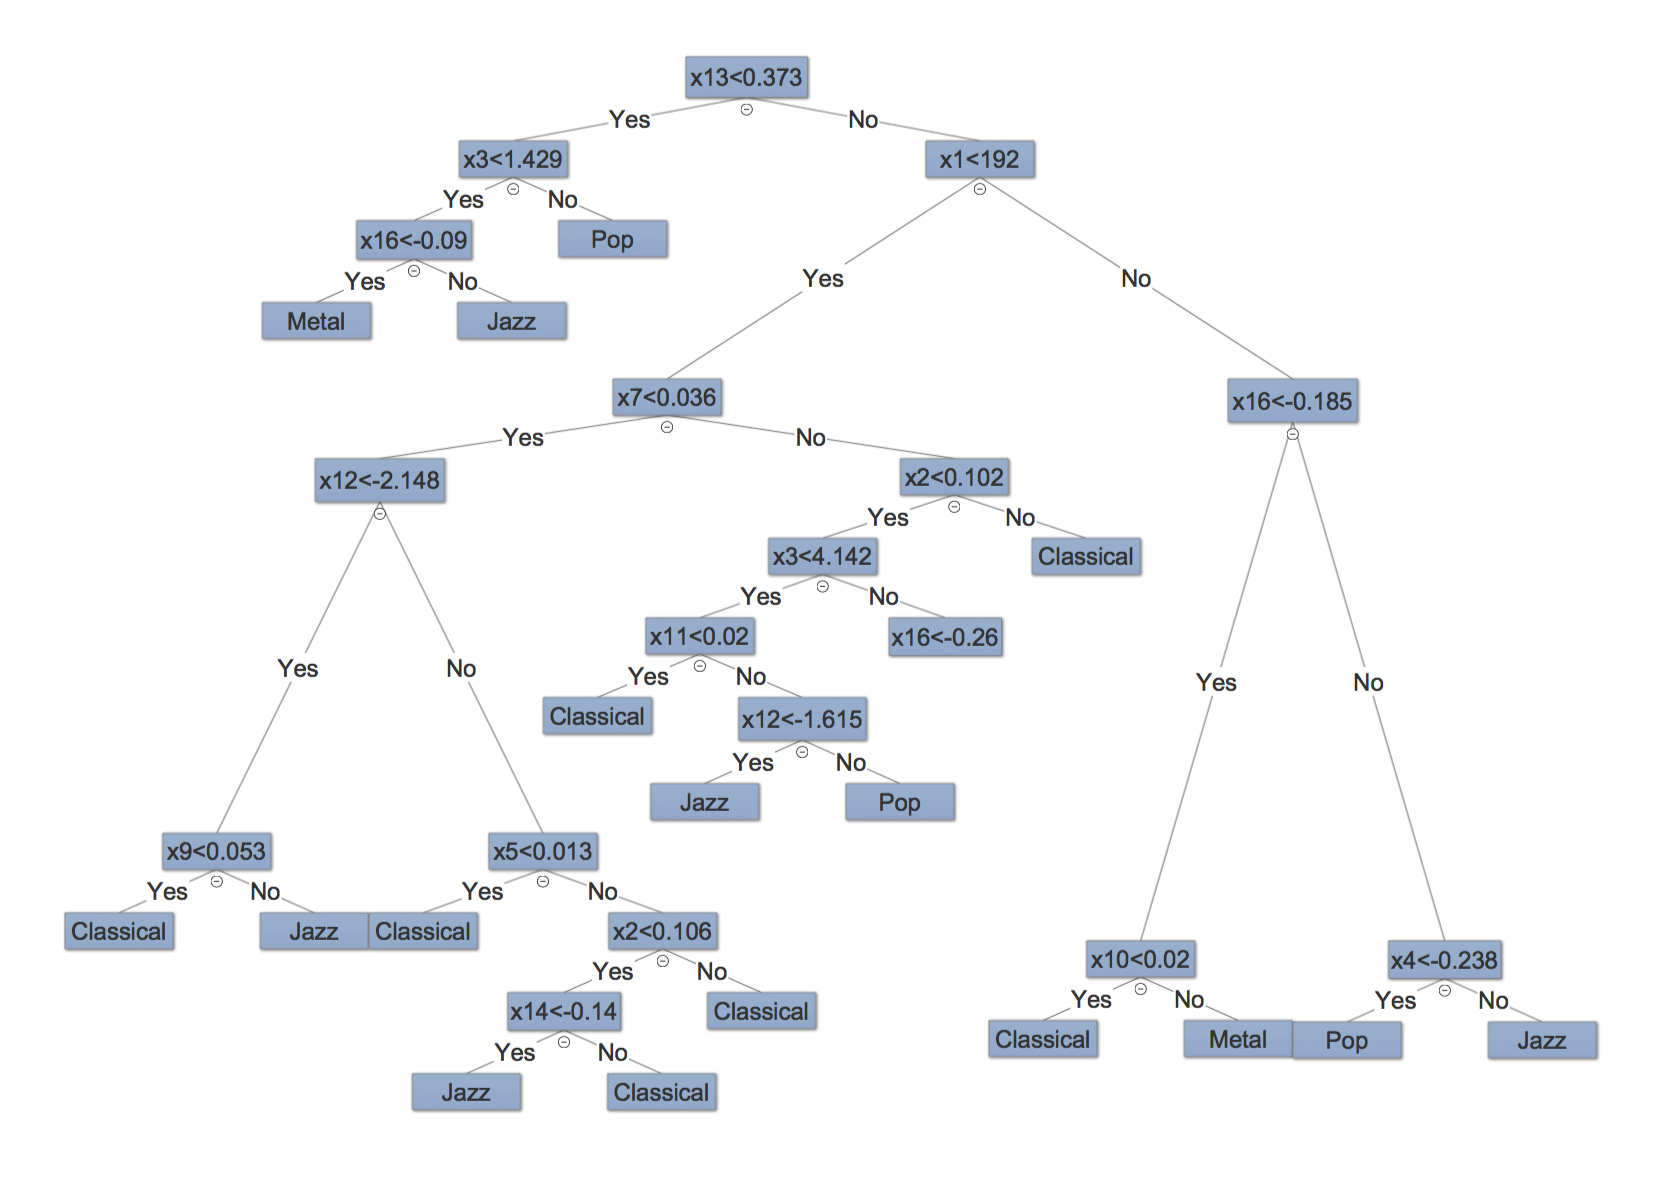 x13<0.373
Yes
No
x3<1.429
x1<192
Yes
No
x16<-0.09
Pop
Yes
No
Yes
No
Metal
Jazz
x7<0.036
x16<-0.185
Yes
No
x12<-2.148
x2<0.102
Yes
No
x3<4.142
Classical
Yes
No
x11<0.02
x16<-0.26
Yes
No
Yes
No
Yes
No
Classical
x12<-1.615
Yes
No
Jazz
Pop
x9<0.053
x5<0.013
Yes
No
Yes
No
Classical
Jazz
Classical
x2<0.106
x10<0.02
x4<-0.238
Yes
No
Yes
No
Yes
No
x14<-0.14
Classical
Classical
Metal
Pop
Jazz
Yes
No
Jazz
Classical